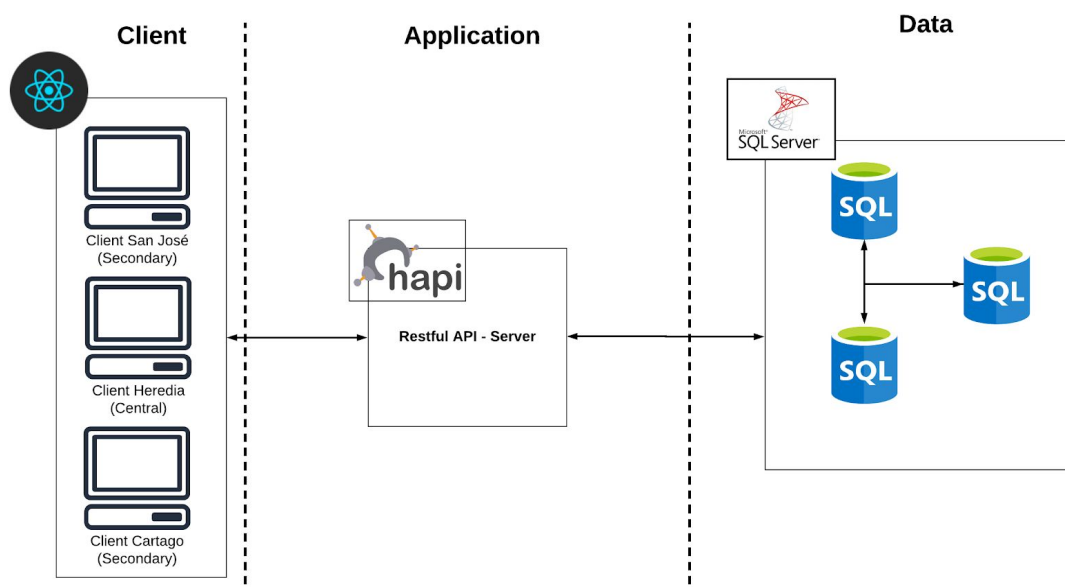 Client
Application
Data
Microsoft®
SQL Server
SQL
SQL
SQL
hapi
Restful API - Server
Client San José
(Secondary)
Client Heredia
(Central)
Client Cartago
(Secondary)